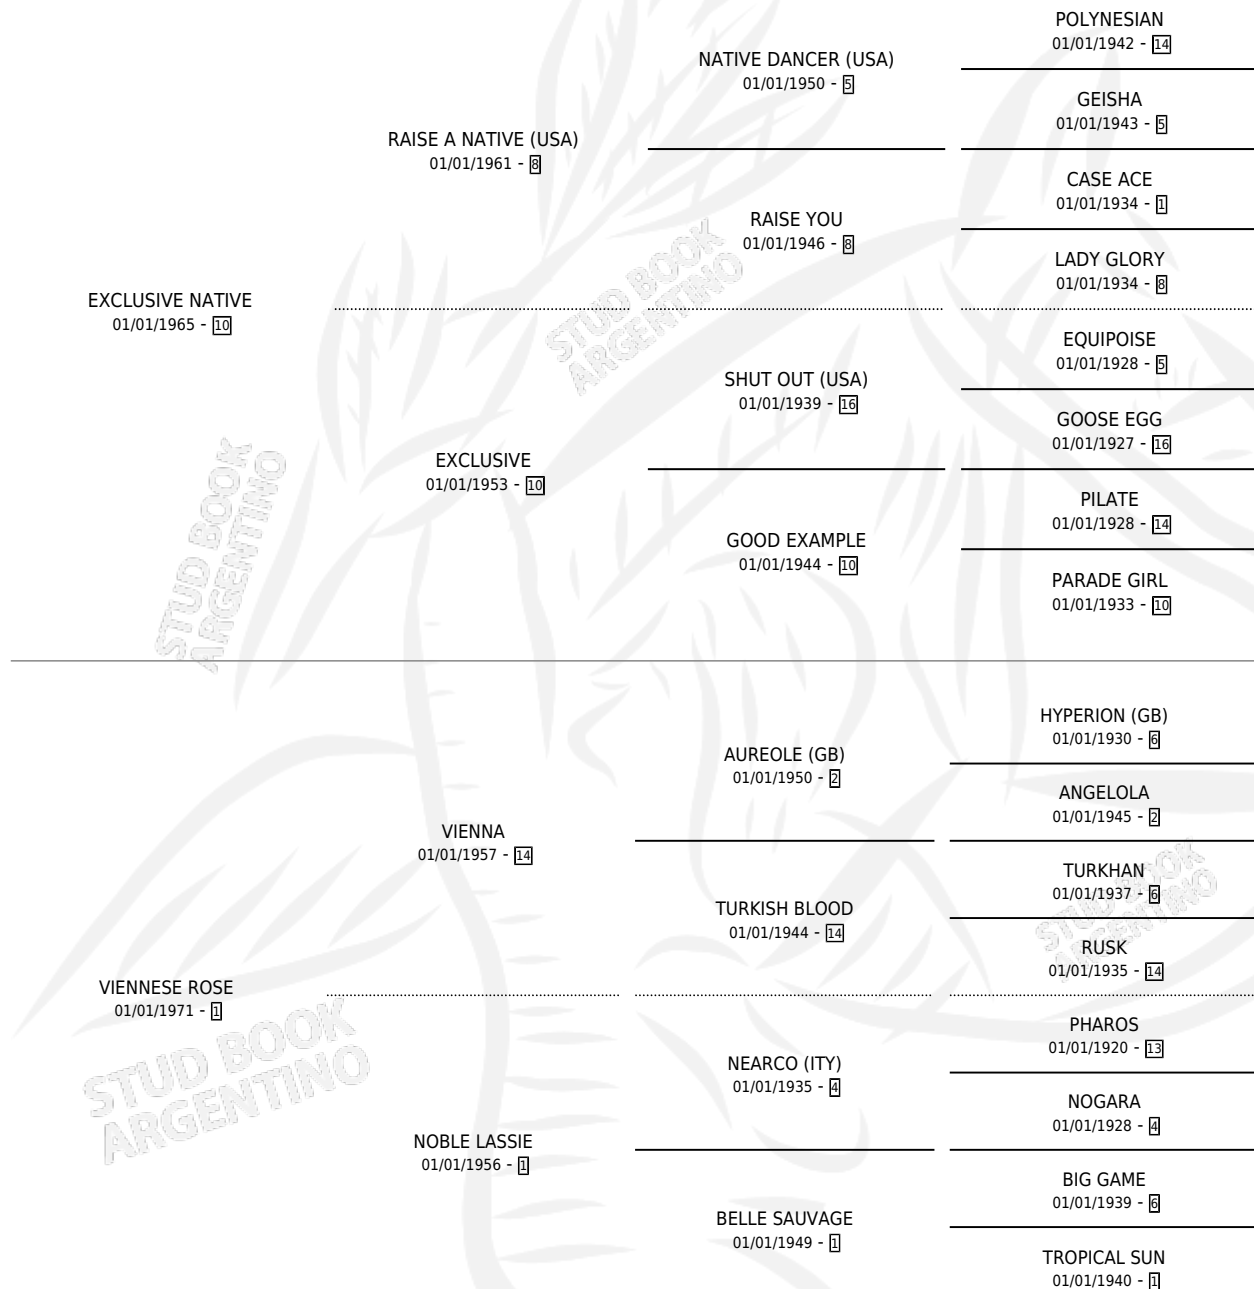 POLYNESIAN
01/01/1942 - 14
NATIVE DANCER (USA)
01/01/1950 - 5
GEISHA
01/01/1943 - 5
RAISE A NATIVE (USA)
01/01/1961 - 8
CASE ACE
01/01/1934 - 1
RAISE YOU
01/01/1946 - 8
LADY GLORY
01/01/1934 - 8
EXCLUSIVE NATIVE
01/01/1965 - 10
EQUIPOISE
01/01/1928 - 5
SHUT OUT (USA)
01/01/1939 - 16
GOOSE EGG
01/01/1927 - 16
EXCLUSIVE
01/01/1953 - 10
PILATE
01/01/1928 - 14
GOOD EXAMPLE
01/01/1944 - 10
PARADE GIRL
01/01/1933 - 10
HYPERION (GB)
01/01/1930 - 6
AUREOLE (GB)
01/01/1950 - 2
ANGELOLA
01/01/1945 - 2
VIENNA
01/01/1957 - 14
TURKHAN
01/01/1937 - 6
TURKISH BLOOD
01/01/1944 - 14
RUSK
01/01/1935 - 14
VIENNESE ROSE
01/01/1971 - 1
PHAROS
01/01/1920 - 13
NEARCO (ITY)
01/01/1935 - 4
NOGARA
01/01/1928 - 4
NOBLE LASSIE
01/01/1956 - 1
BIG GAME
01/01/1939 - 6
BELLE SAUVAGE
01/01/1949 - 1
TROPICAL SUN
01/01/1940 - 1
STUD BOOK
ARGENTINO
STUD BOOK
ARGENTINO
STUD BOOK
ARGENTINO
STUD BOOK
ARGENTINO